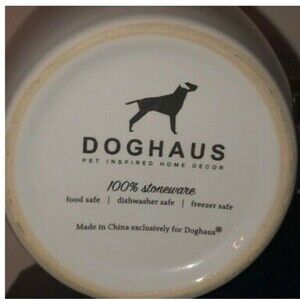 DOGHAUS
PET INSPIRED HOME DECOR
100% stoneware
food safe | dishwasher safe | freezer safe
Made in China exclusively for Doghaus®